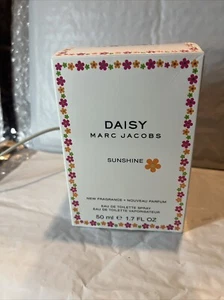 DAISY
MARC JACOBS
SUNSHINE
NEW FRAGRANCE • NOUVEAU PARFUM
EAU DE TOILETTE SPRAY
EAU DE TOILETTE VAPORISATEUR
50 ml ℮ 1.7 FL OZ